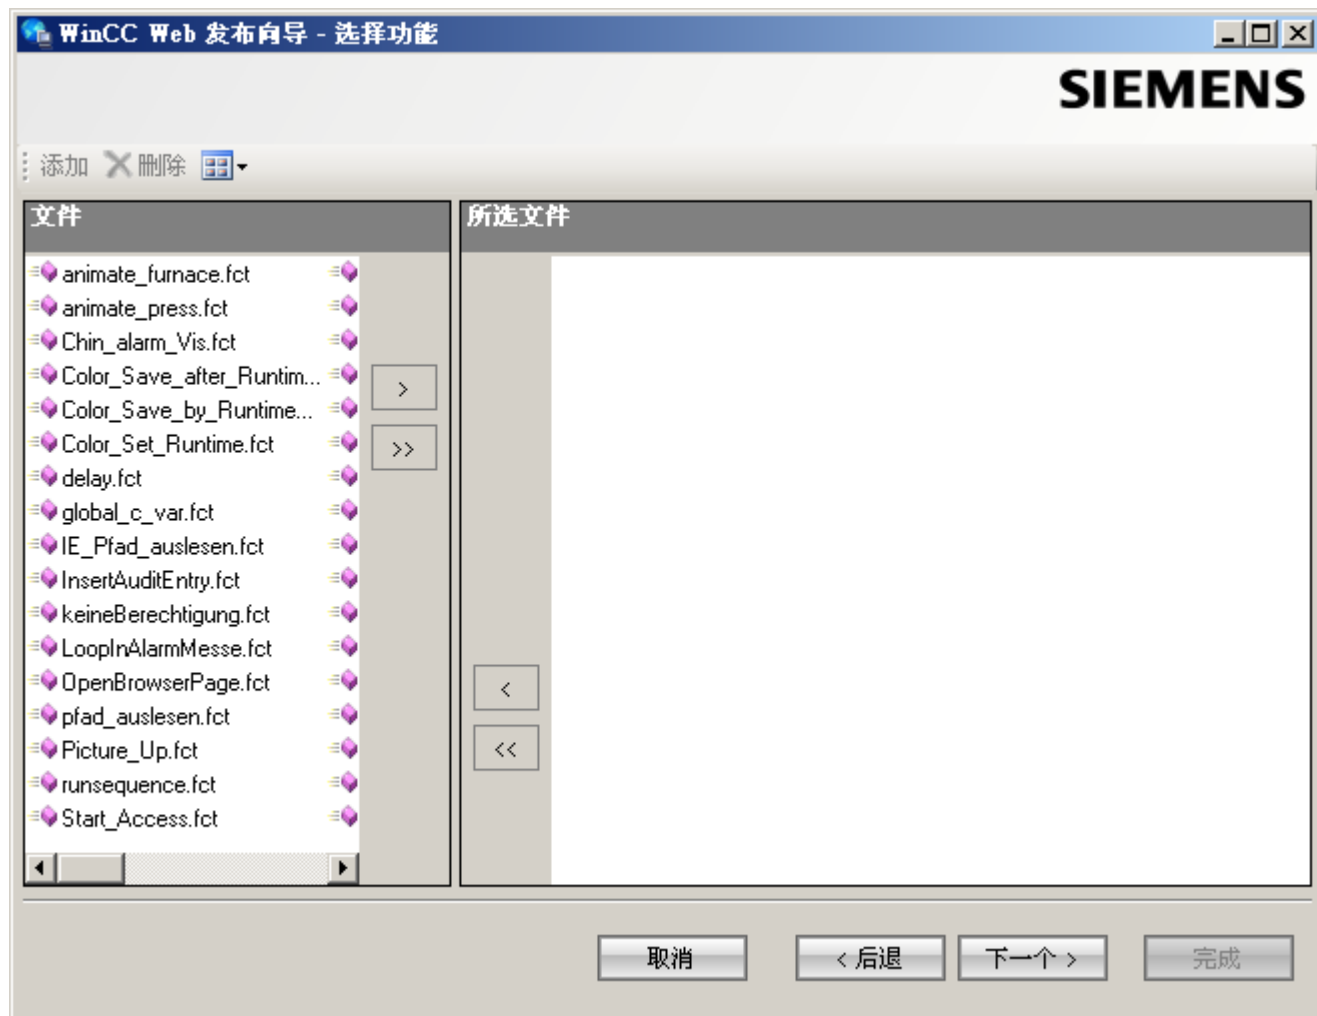 WinCC Web 发布向导 - 选择功能
SIEMENS
添加 删除
文件
所选文件
animate_furnace.fct
animate_press.fct
Chin_alarm_Vis.fct
Color_Save_after_Runtim...
Color_Save_by_Runtime...
Color_Set_Runtime.fct
delay.fct
global_c_var.fct
IE_Pfad_auslesen.fct
InsertAuditEntry.fct
keineBerechtigung.fct
LoopInAlarmMesse.fct
OpenBrowserPage.fct
pfad_auslesen.fct
Picture_Up.fct
runsequence.fct
Start_Access.fct
>
>>
<
<<
取消
< 后退
下一个 >
完成